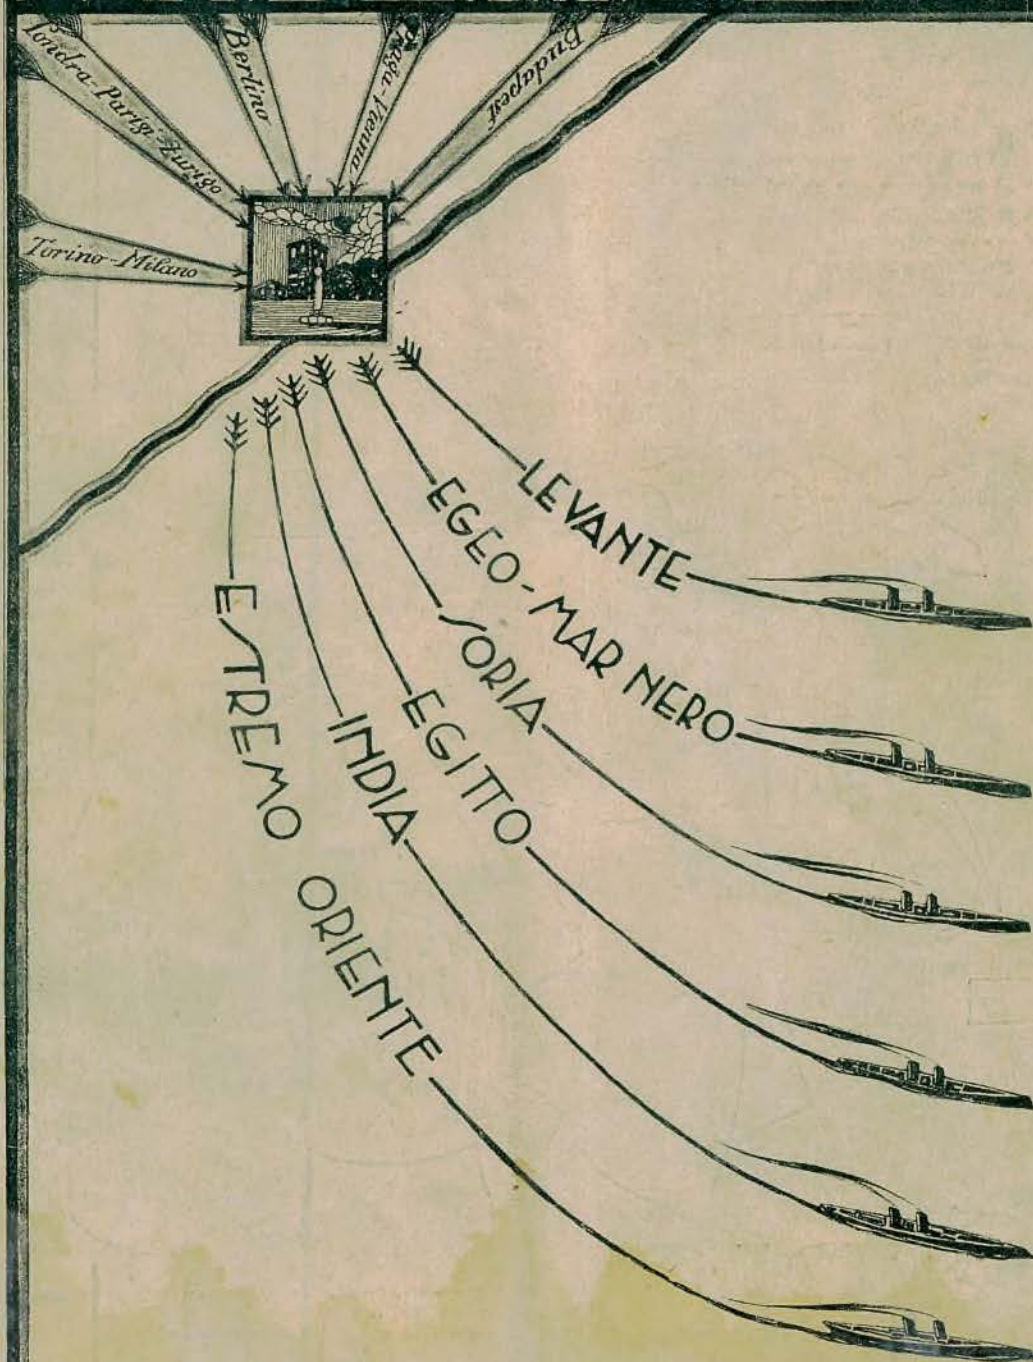 Londra-Parigi-Zurigo
Berlino
Praga-Vienna
Budapest
Torino-Milano
LEVANTE
EGEO-MAR NERO
SORIA
EGITTO
INDIA
ESTREMO ORIENTE